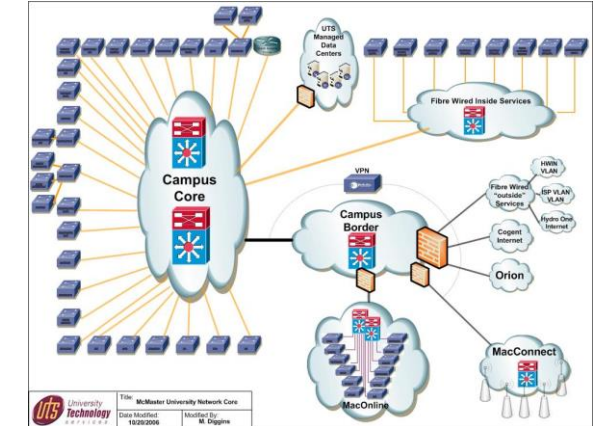 UTS
Managed
Data
Centers
Fibre Wired Inside Services
Campus
Core
VPN
Campus
Border
HWIN
VLAN
Fibre Wired
"outside"
Services
ISP VLAN
VLAN
Hydro One
Internet
Cogent
Internet
Orion
MacOnline
MacConnect
uts
University
Technology
SERVICES
Title: McMaster University Network Core
Date Modified:
10/20/2006
Modified By:
M. Diggins